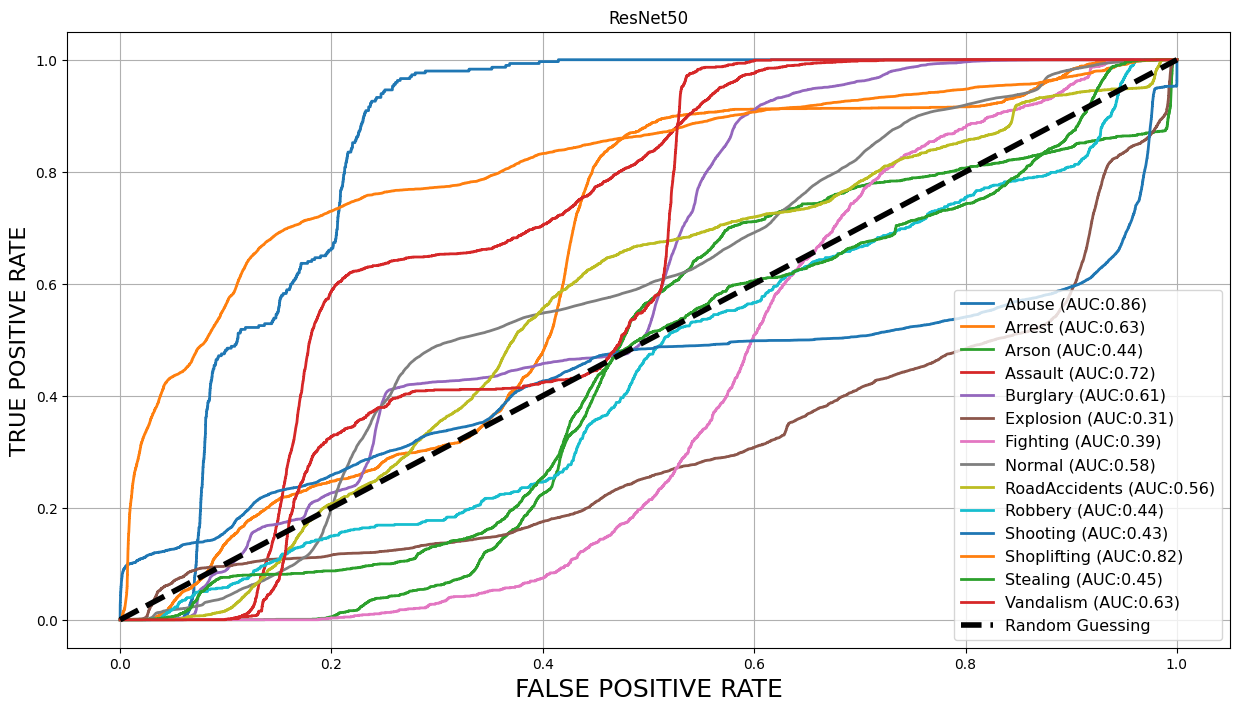 ResNet50
TRUE POSITIVE RATE
1.0
0.8
0.6
0.4
0.2
0.0
0.0 0.2 0.4 0.6 0.8 1.0
FALSE POSITIVE RATE
Abuse (AUC:0.86)
Arrest (AUC:0.63)
Arson (AUC:0.44)
Assault (AUC:0.72)
Burglary (AUC:0.61)
Explosion (AUC:0.31)
Fighting (AUC:0.39)
Normal (AUC:0.58)
RoadAccidents (AUC:0.56)
Robbery (AUC:0.44)
Shooting (AUC:0.43)
Shoplifting (AUC:0.82)
Stealing (AUC:0.45)
Vandalism (AUC:0.63)
Random Guessing